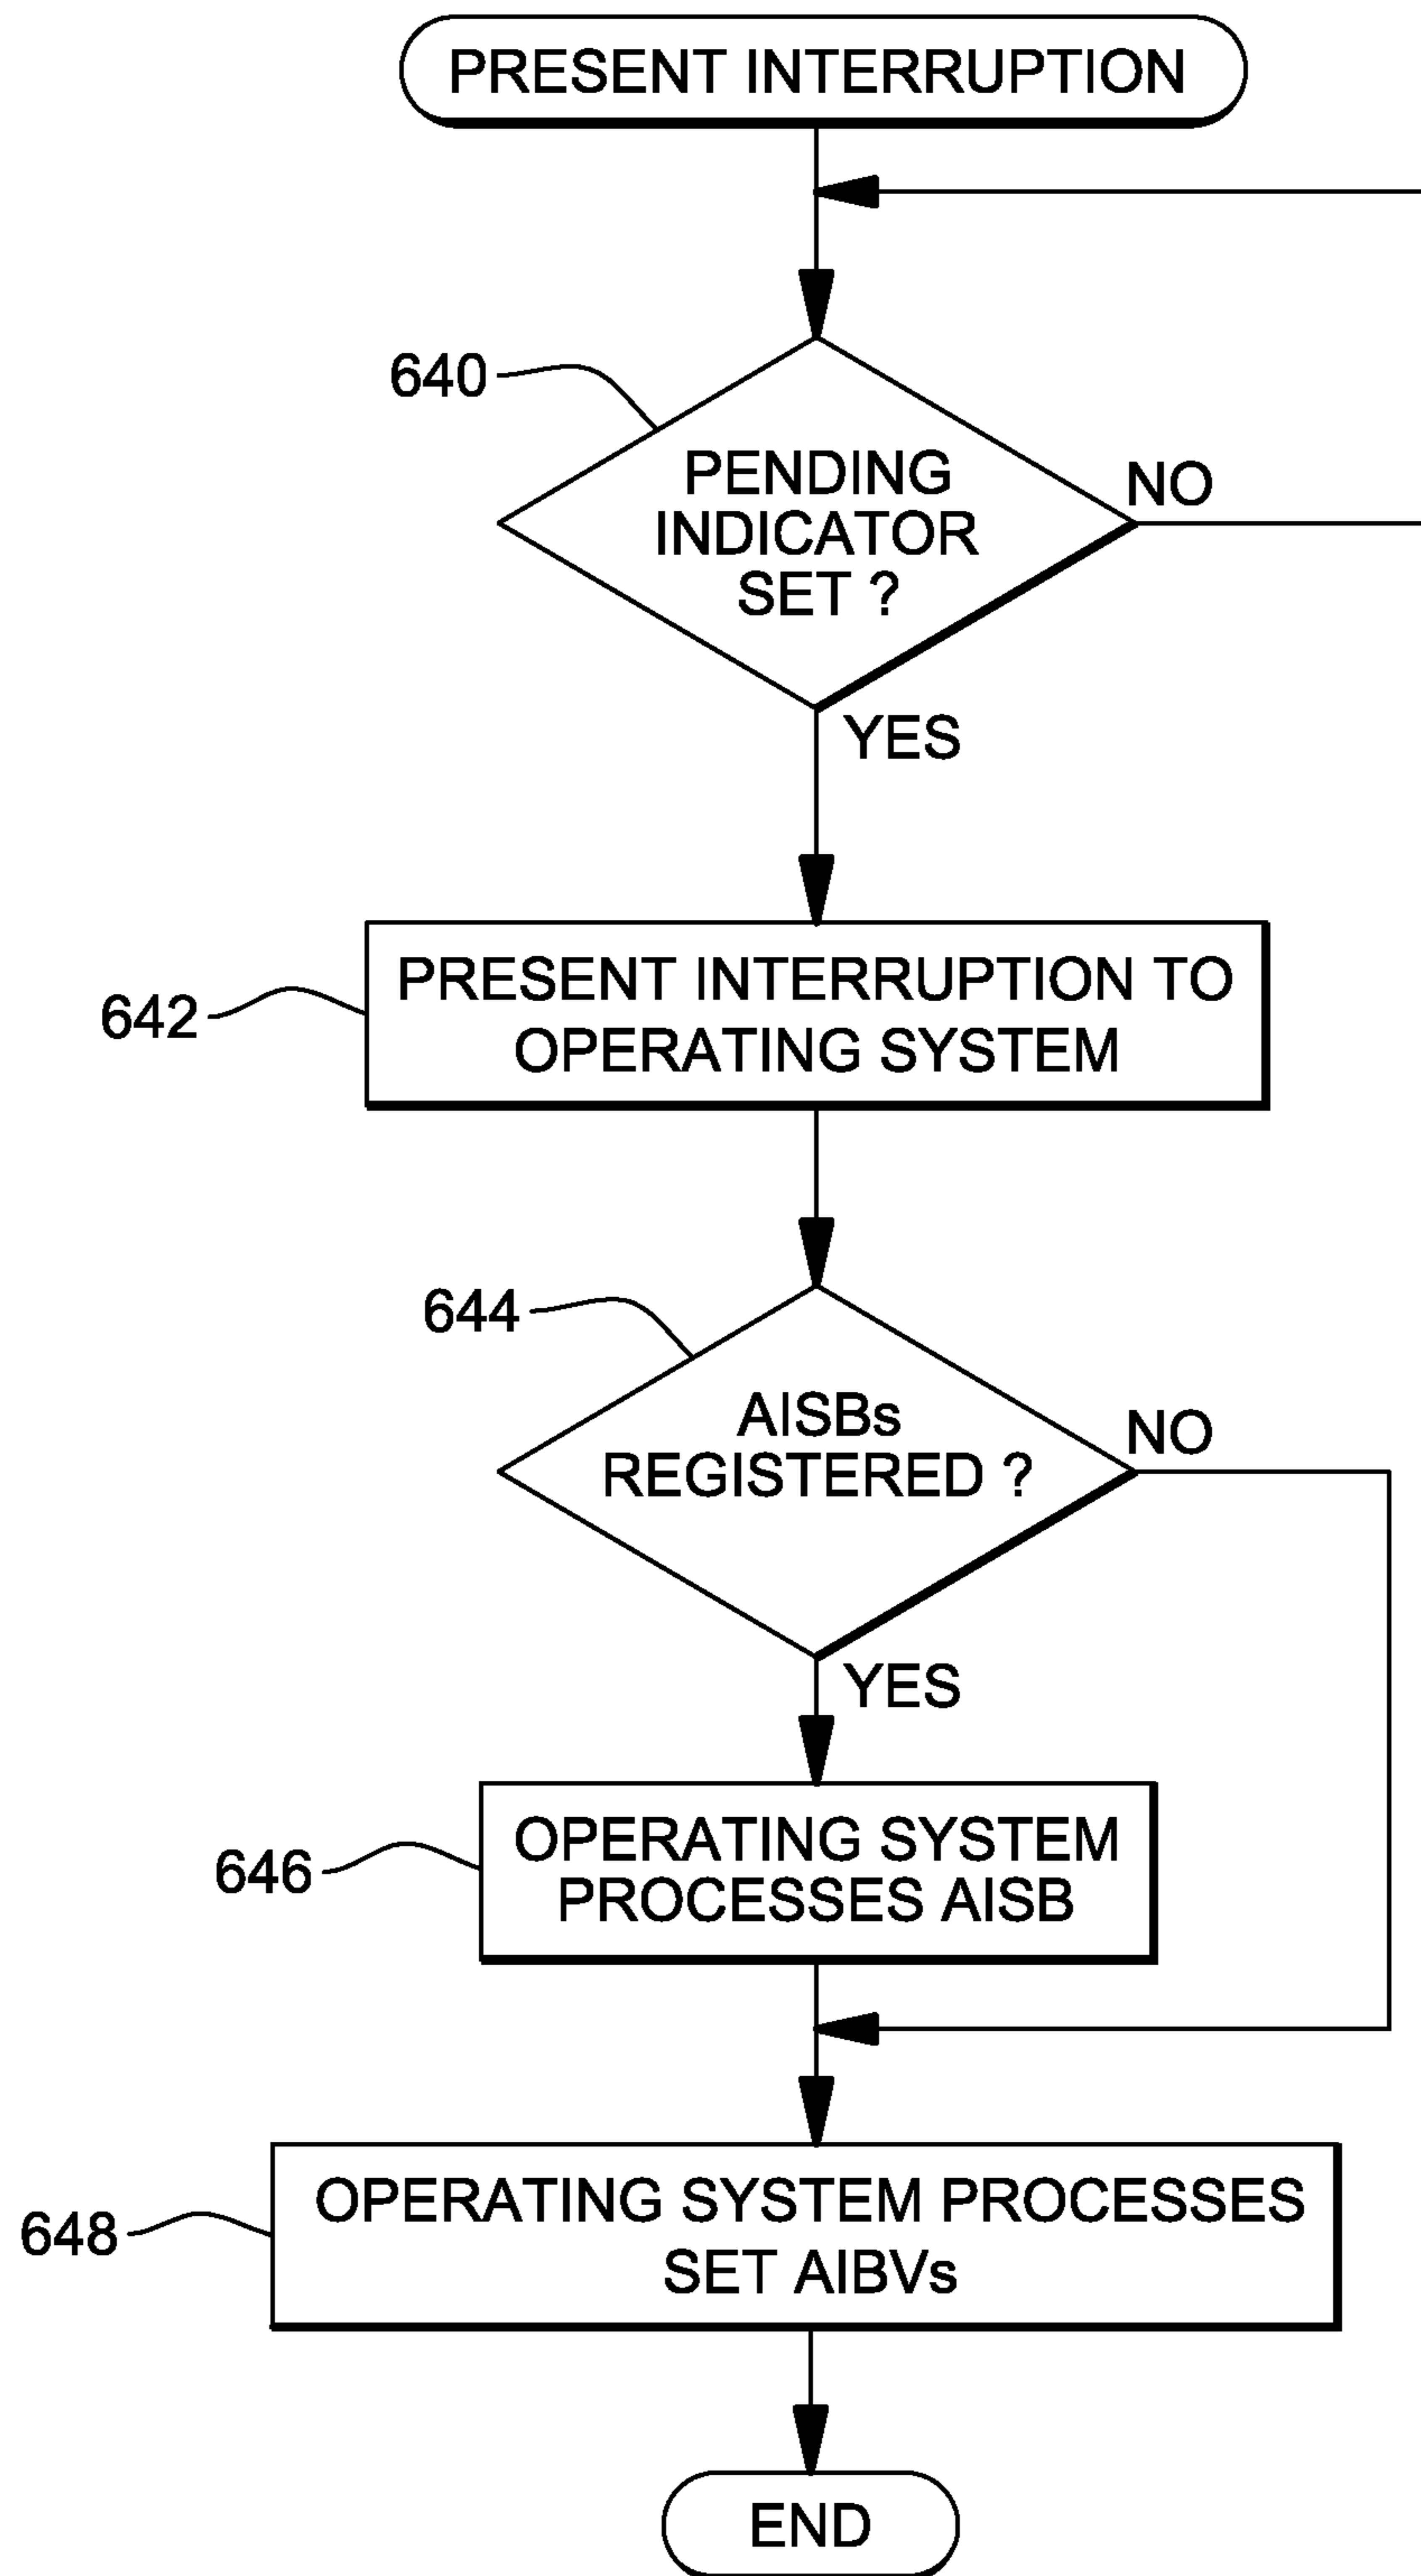 PRESENT INTERRUPTION
640
PENDING
INDICATOR
SET ?
NO
YES
642
PRESENT INTERRUPTION TO
OPERATING SYSTEM
644
AISBs
REGISTERED ?
NO
YES
646
OPERATING SYSTEM
PROCESSES AISB
648
OPERATING SYSTEM PROCESSES
SET AIBVs
END